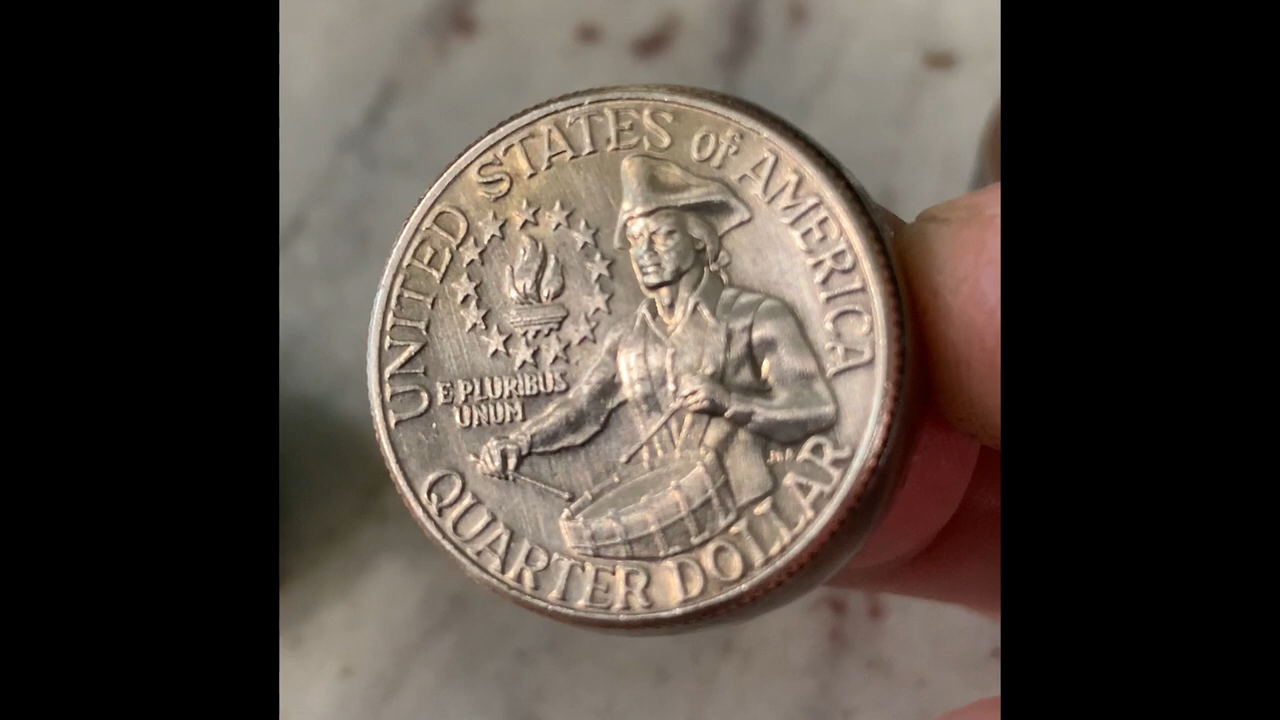 UNITED STATES of AMERICA
E PLURIBUS
UNUM
QUARTER DOLLAR